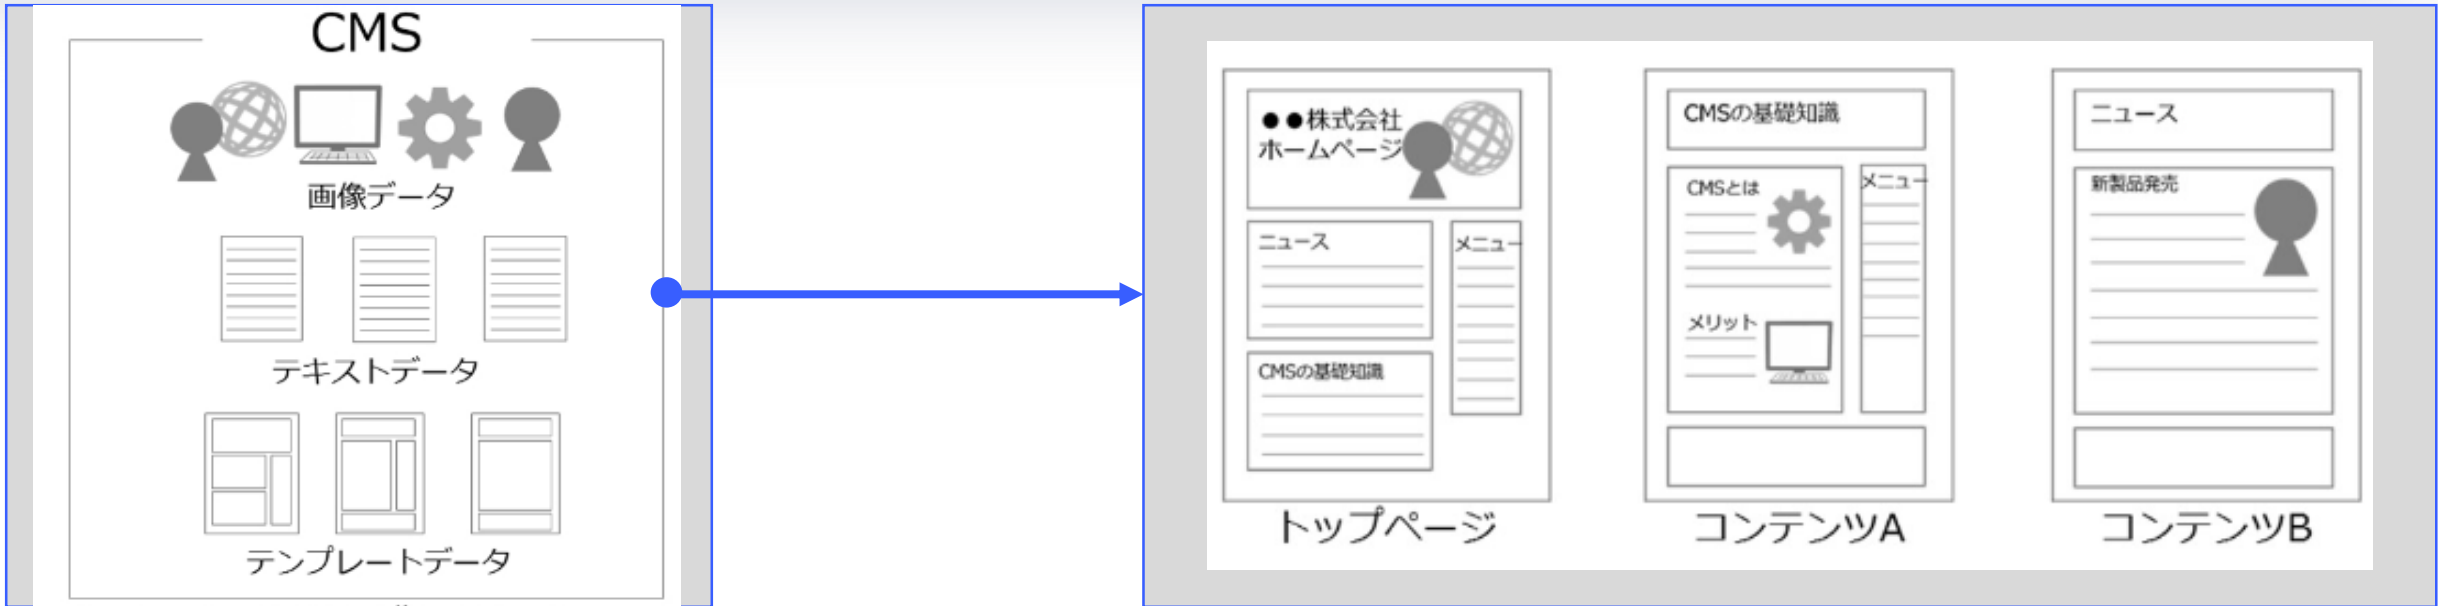 CMS
画像データ
テキストデータ
テンプレートデータ
●●株式会社
ホームページ
ニュース
メニュー
CMSの基礎知識
トップページ
CMSの基礎知識
CMSとは
メニュー
メリット
コンテンツA
ニュース
新製品発売
コンテンツB